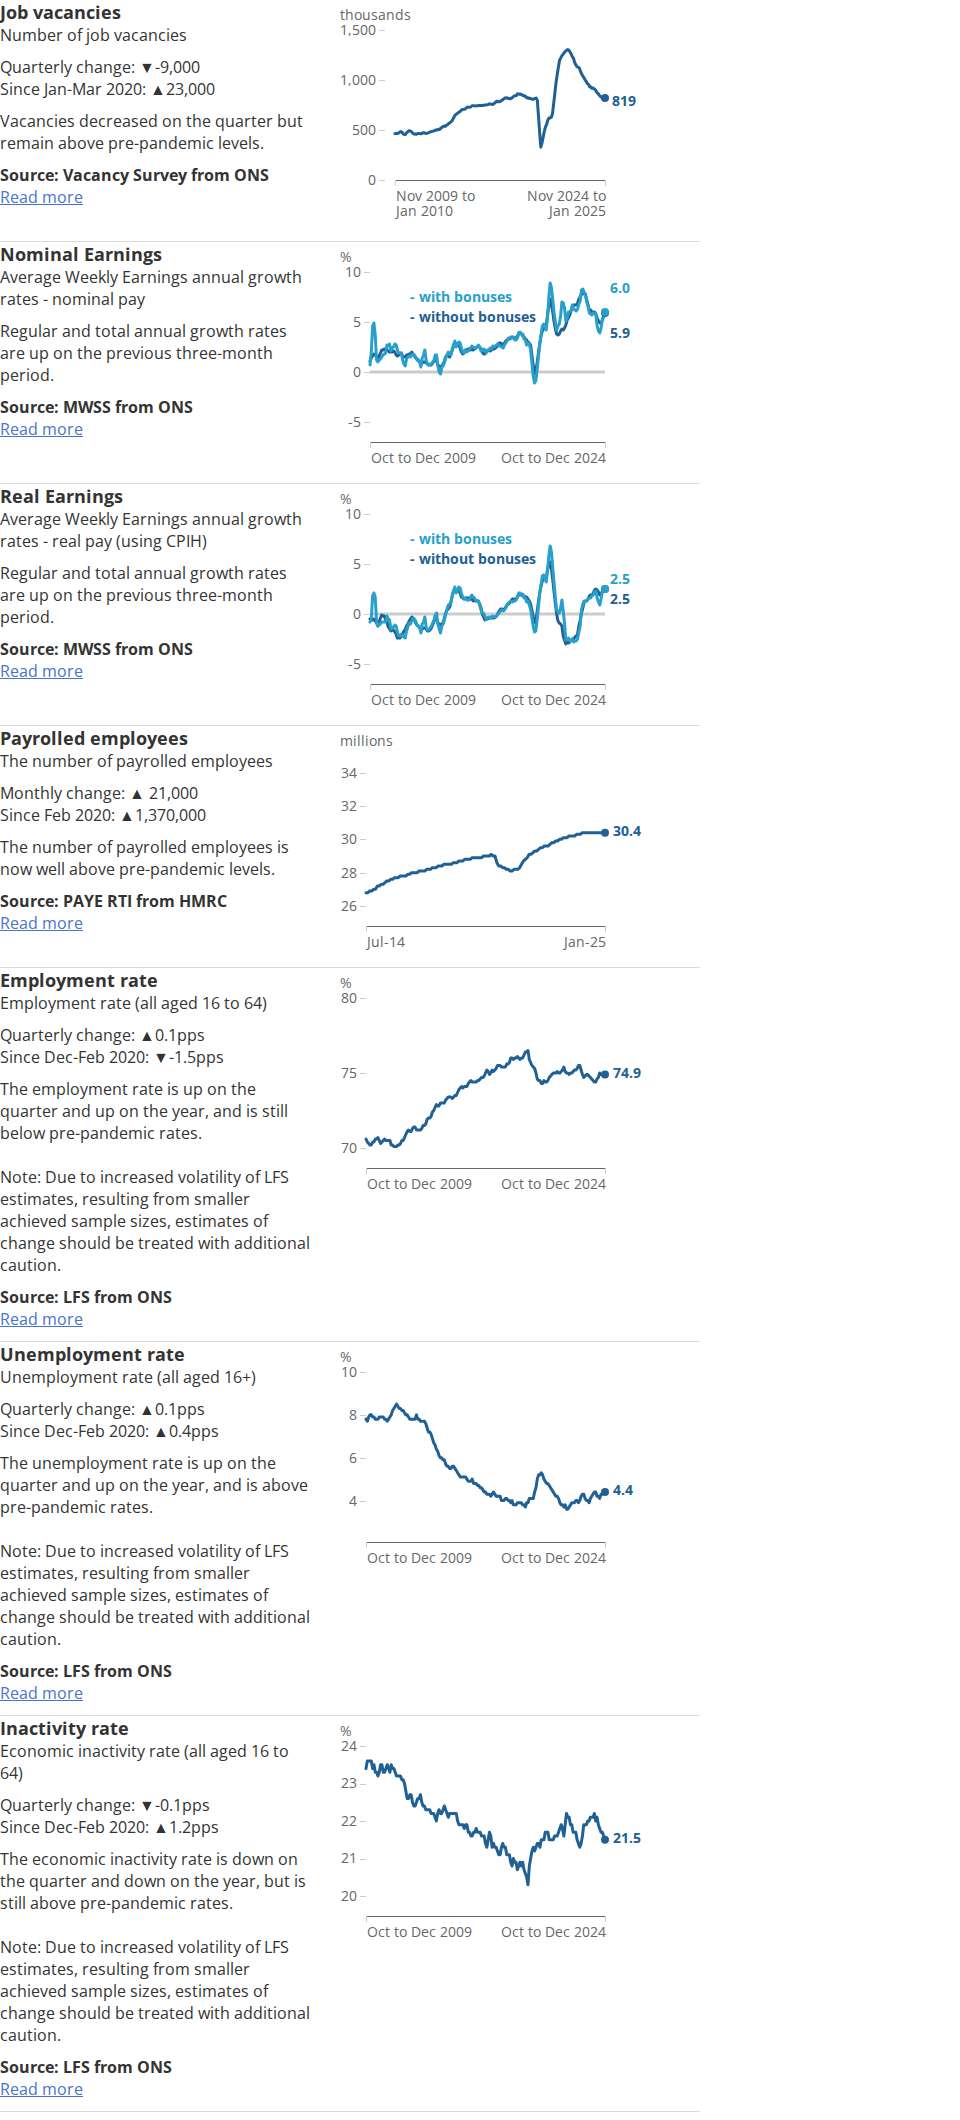 Job vacancies
Number of job vacancies
Quarterly change: ▼-9,000
Since Jan-Mar 2020: ▲23,000
Vacancies decreased on the quarter but
remain above pre-pandemic levels.
Source: Vacancy Survey from ONS
Read more
thousands
1,500
1,000
500
0
819
Nov 2009 to
Jan 2010
Nov 2024 to
Jan 2025
Nominal Earnings
Average Weekly Earnings annual growth
rates - nominal pay
Regular and total annual growth rates
are up on the previous three-month
period.
Source: MWSS from ONS
Read more
%
10
5
0
-5
- with bonuses
- without bonuses
6.0
5.9
Oct to Dec 2009
Oct to Dec 2024
Real Earnings
Average Weekly Earnings annual growth
rates - real pay (using CPIH)
Regular and total annual growth rates
are up on the previous three-month
period.
Source: MWSS from ONS
Read more
%
10
5
0
-5
- with bonuses
- without bonuses
2.5
2.5
Oct to Dec 2009
Oct to Dec 2024
Payrolled employees
The number of payrolled employees
Monthly change: ▲ 21,000
Since Feb 2020: ▲1,370,000
The number of payrolled employees is
now well above pre-pandemic levels.
Source: PAYE RTI from HMRC
Read more
millions
34
32
30
28
26
30.4
Jul-14
Jan-25
Employment rate
Employment rate (all aged 16 to 64)
Quarterly change: ▲0.1pps
Since Dec-Feb 2020: ▼-1.5pps
The employment rate is up on the
quarter and up on the year, and is still
below pre-pandemic rates.
Note: Due to increased volatility of LFS
estimates, resulting from smaller
achieved sample sizes, estimates of
change should be treated with additional
caution.
Source: LFS from ONS
Read more
%
80
75
70
74.9
Oct to Dec 2009
Oct to Dec 2024
Unemployment rate
Unemployment rate (all aged 16+)
Quarterly change: ▲0.1pps
Since Dec-Feb 2020: ▲0.4pps
The unemployment rate is up on the
quarter and up on the year, and is above
pre-pandemic rates.
Note: Due to increased volatility of LFS
estimates, resulting from smaller
achieved sample sizes, estimates of
change should be treated with additional
caution.
Source: LFS from ONS
Read more
%
10
8
6
4
4.4
Oct to Dec 2009
Oct to Dec 2024
Inactivity rate
Economic inactivity rate (all aged 16 to
64)
Quarterly change: ▼-0.1pps
Since Dec-Feb 2020: ▲1.2pps
The economic inactivity rate is down on
the quarter and down on the year, but is
still above pre-pandemic rates.
Note: Due to increased volatility of LFS
estimates, resulting from smaller
achieved sample sizes, estimates of
change should be treated with additional
caution.
Source: LFS from ONS
Read more
%
24
23
22
21
20
21.5
Oct to Dec 2009
Oct to Dec 2024